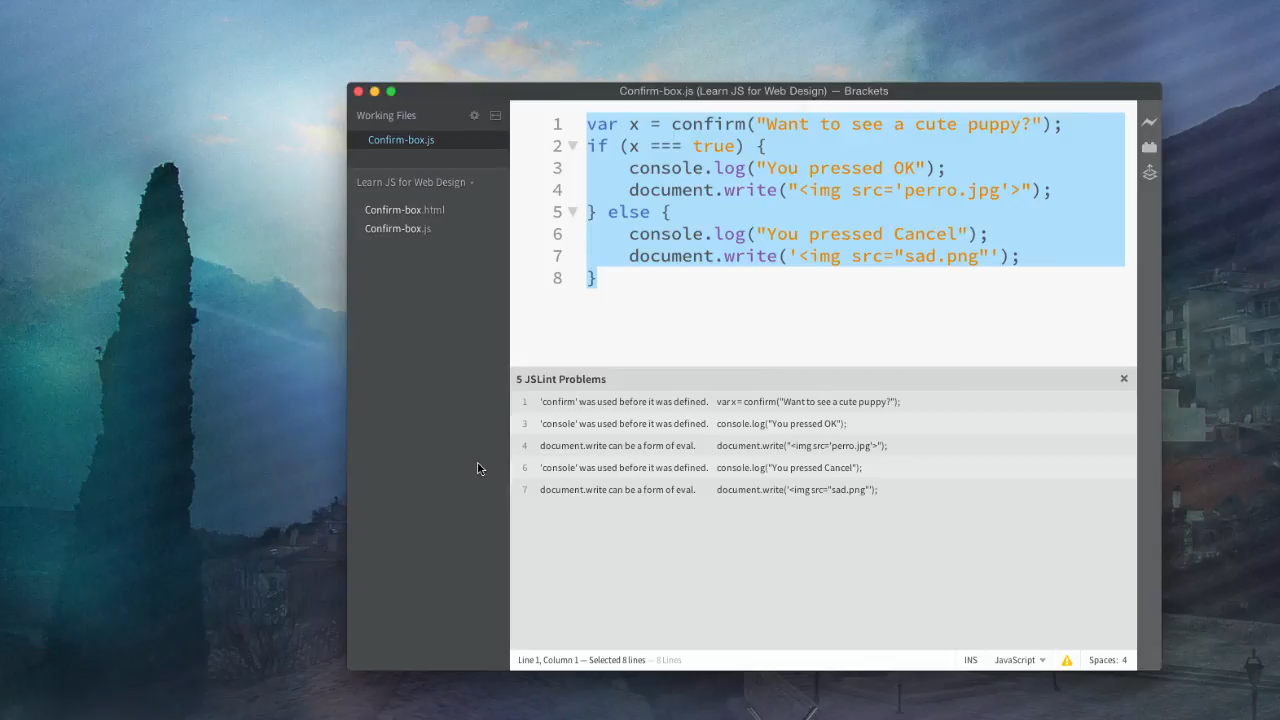 Confirm-box.js (Learn JS for Web Design) — Brackets
Working Files
Confirm-box.js
Learn JS for Web Design
Confirm-box.html
Confirm-box.js
1 var x = confirm("Want to see a cute puppy?");
2 if (x === true) {
3 console.log("You pressed OK");
4 document.write("<img src='perro.jpg'>");
5 } else {
6 console.log("You pressed Cancel");
7 document.write('<img src="sad.png"');
8 }
5 JSLint Problems
1 'confirm' was used before it was defined. var x = confirm("Want to see a cute puppy?");
3 'console' was used before it was defined. console.log("You pressed OK");
4 document.write can be a form of eval. document.write("<img src='perro.jpg'>");
6 'console' was used before it was defined. console.log("You pressed Cancel");
7 document.write can be a form of eval. document.write('<img src="sad.png"');
Line 1, Column 1 — Selected 8 lines — 8 Lines INS JavaScript Spaces: 4